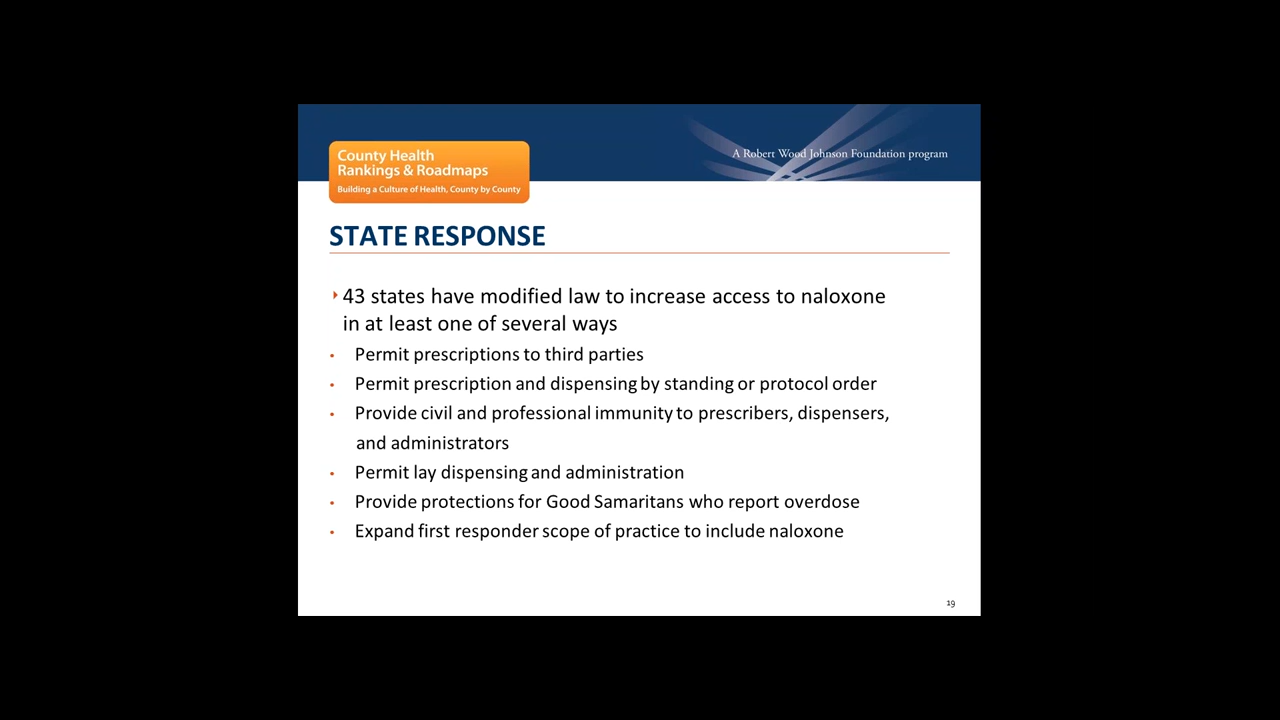 County Health
Rankings & Roadmaps
Building a Culture of Health, County by County
A Robert Wood Johnson Foundation program
STATE RESPONSE
‣ 43 states have modified law to increase access to naloxone
in at least one of several ways
• Permit prescriptions to third parties
• Permit prescription and dispensing by standing or protocol order
• Provide civil and professional immunity to prescribers, dispensers,
and administrators
• Permit lay dispensing and administration
• Provide protections for Good Samaritans who report overdose
• Expand first responder scope of practice to include naloxone
19